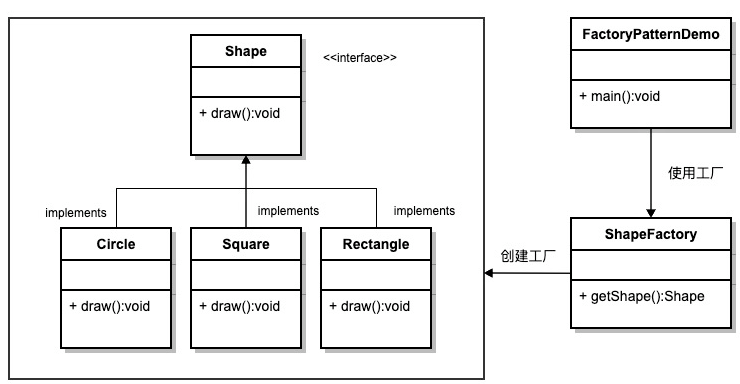 Shape
<<interface>>
+ draw():void
implements
implements
implements
Circle
+ draw():void
Square
+ draw():void
Rectangle
+ draw():void
FactoryPatternDemo
+ main():void
使用工厂
ShapeFactory
+ getShape():Shape
创建工厂